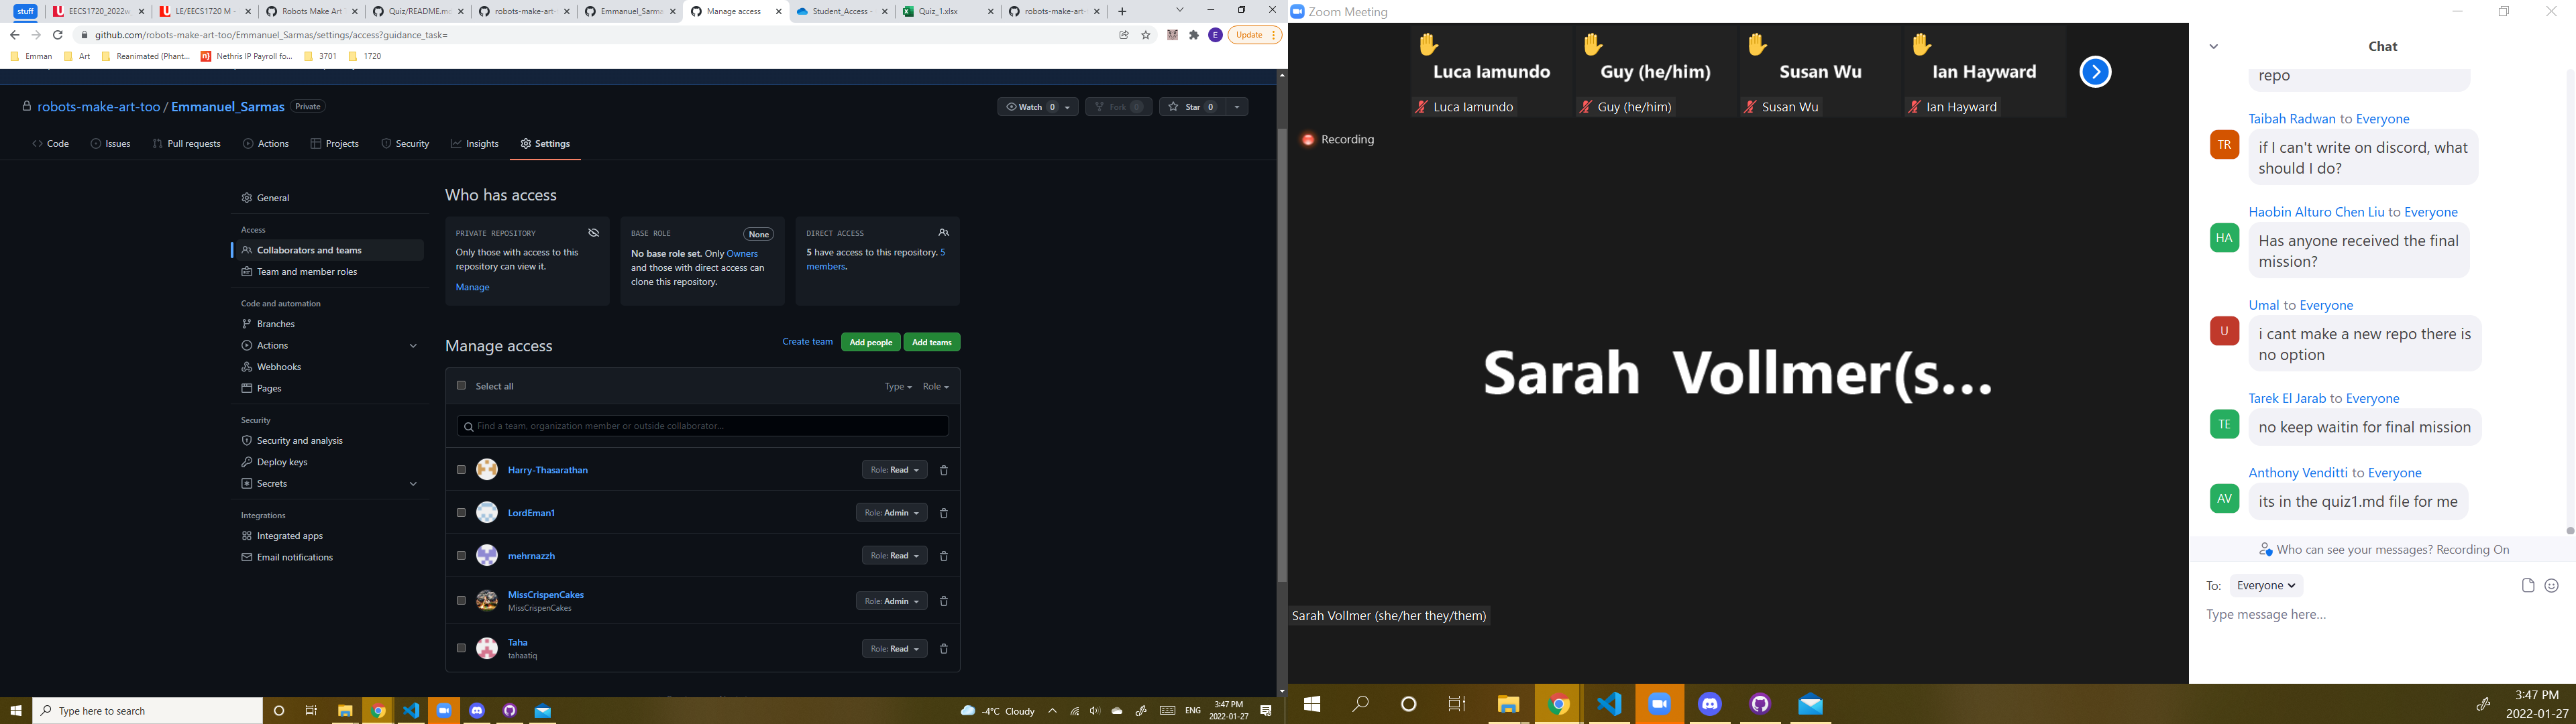 stuff
EECS1720_2022w
LE/EECS1720 M -
Robots Make Art
Quiz/README.m
robots-make-art-
Emmanuel_Sarma
Manage access
Student_Access -
Quiz_1.xlsx
robots-make-art-
github.com/robots-make-art-too/Emmanuel_Sarmas/settings/access?guidance_task=
E
Update
Emman
Art
Reanimated (Phant...
Nethris IP Payroll fo...
3701
1720
robots-make-art-too / Emmanuel_Sarmas
Private
Watch 0
Fork 0
Star 0
Code
Issues
Pull requests
Actions
Projects
Security
Insights
Settings
General
Access
Collaborators and teams
Team and member roles
Code and automation
Branches
Actions
Webhooks
Pages
Security
Security and analysis
Deploy keys
Secrets
Integrations
Integrated apps
Email notifications
Who has access
PRIVATE REPOSITORY
Only those with access to this
repository can view it.
Manage
BASE ROLE
None
No base role set. Only Owners
and those with direct access can
clone this repository.
DIRECT ACCESS
5 have access to this repository. 5
members.
Manage access
Create team
Add people
Add teams
Select all
Type
Role
Find a team, organization member or outside collaborator...
Harry-Thasarathan
Role: Read
LordEman1
Role: Admin
mehrnazzh
Role: Read
MissCrispenCakes
MissCrispenCakes
Role: Admin
Taha
tahaatiq
Role: Read
Type here to search
-4°C Cloudy
ENG
3:47 PM
2022-01-27
Zoom Meeting
Luca Iamundo
Luca Iamundo
Guy (he/him)
Guy (he/him)
Susan Wu
Susan Wu
Ian Hayward
Ian Hayward
Recording
Sarah Vollmer(s...
Sarah Vollmer (she/her they/them)
Chat
repo
Taibah Radwan to Everyone
TR
if I can't write on discord, what
should I do?
Haobin Alturo Chen Liu to Everyone
HA
Has anyone received the final
mission?
Umal to Everyone
U
i cant make a new repo there is
no option
Tarek El Jarab to Everyone
TE
no keep waitin for final mission
Anthony Venditti to Everyone
AV
its in the quiz1.md file for me
Who can see your messages? Recording On
To: Everyone
Type message here...
3:47 PM
2022-01-27